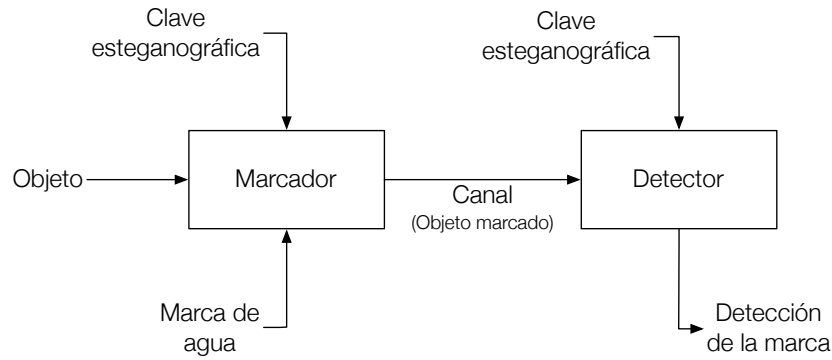 Clave
esteganográfica
Clave
esteganográfica
Objeto
Marcador
Canal
(Objeto marcado)
Detector
Marca de
agua
Detección
de la marca